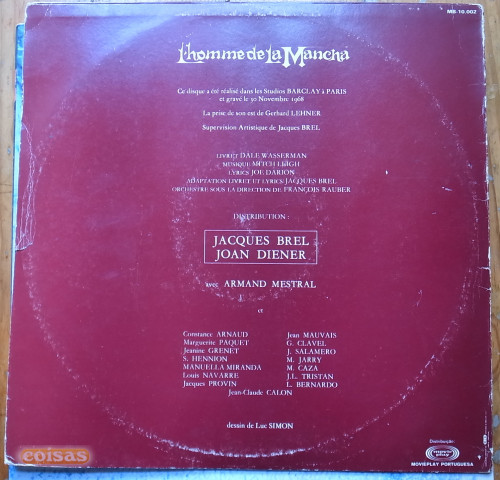 MB. 10.002
L'homme de La Mancha
Ce disque a été réalisé dans les Studios BARCLAY à PARIS
et gravé le 30 Novembre 1968
La prise de son est de Gerhard LEHNER
Supervision Artistique de Jacques BREL
LIVRET DALE WASSERMAN
MUSIQUE MITCH LEIGH
LYRICS JOE DARION
ADAPTATION LIVRET ET LYRICS JACQUES BREL
ORCHESTRE SOUS LA DIRECTION DE FRANÇOIS RAUBER
DISTRIBUTION :
JACQUES BREL
JOAN DIENER
avec ARMAND MESTRAL
et
Constance ARNAUD
Marguerite PAQUET
Jeanine GRENET
S. HENNION
MANUELLA MIRANDA
Louis NAVARRE
Jacques PROVIN
Jean MAUVAIS
G. CLAVEL
J. SALAMERO
M. JARRY
M. CAZA
J.L. TRISTAN
L. BERNARDO
Jean-Claude CALON
dessin de Luc SIMON
Distribuição:
movieplay
MOVIEPLAY PORTUGUESA
coisas